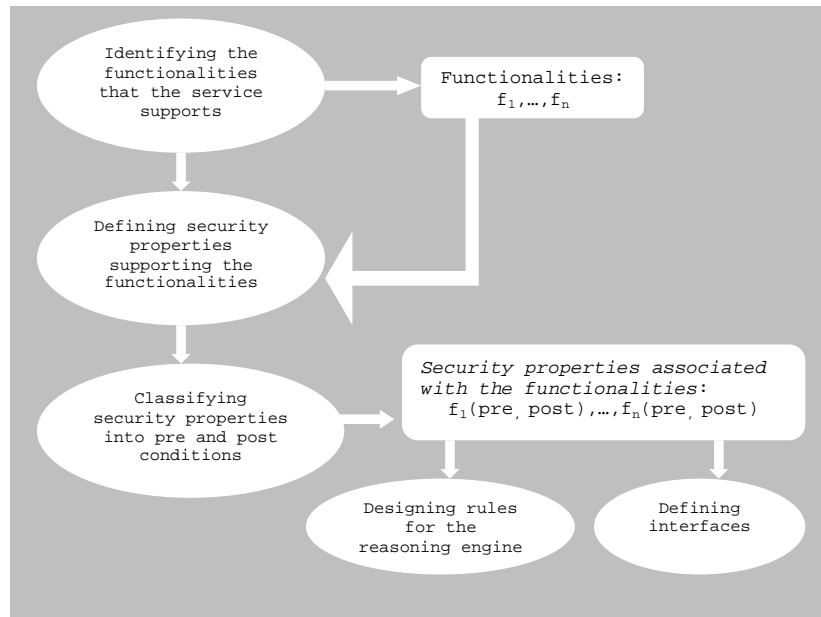 Identifying the
functionalities
that the service
supports
Functionalities:
f₁,…,fₙ
Defining security
properties
supporting the
functionalities
Classifying
security properties
into pre and post
conditions
Security properties associated
with the functionalities:
f₁(pre, post),…,fₙ(pre, post)
Designing rules
for the
reasoning engine
Defining
interfaces